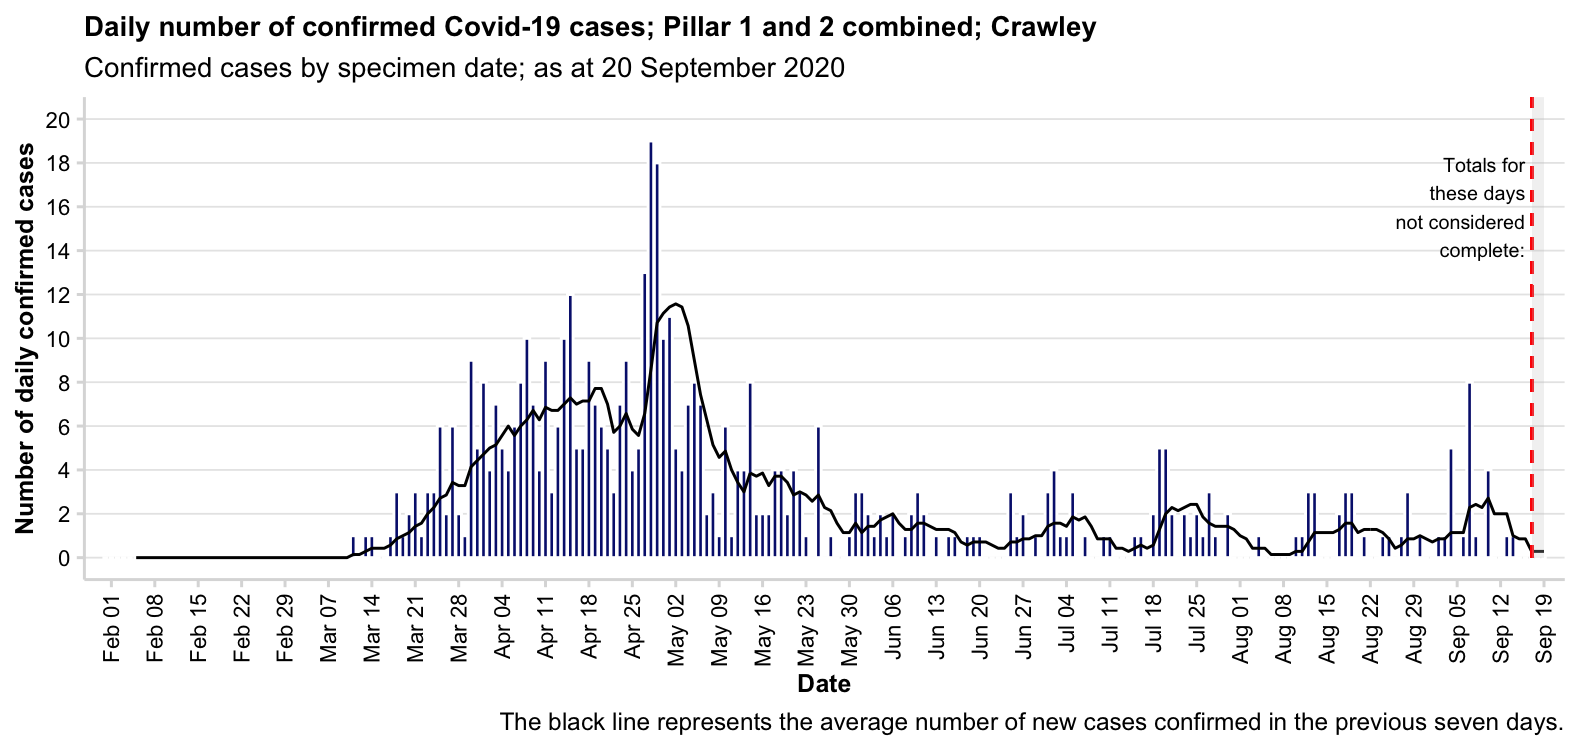 Daily number of confirmed Covid-19 cases; Pillar 1 and 2 combined; Crawley
Confirmed cases by specimen date; as at 20 September 2020
Number of daily confirmed cases
20
18
16
14
12
10
8
6
4
2
0
Totals for
these days
not considered
complete:
Feb 01
Feb 08
Feb 15
Feb 22
Feb 29
Mar 07
Mar 14
Mar 21
Mar 28
Apr 04
Apr 11
Apr 18
Apr 25
May 02
May 09
May 16
May 23
May 30
Jun 06
Jun 13
Jun 20
Jun 27
Jul 04
Jul 11
Jul 18
Jul 25
Aug 01
Aug 08
Aug 15
Aug 22
Aug 29
Sep 05
Sep 12
Sep 19
Date
The black line represents the average number of new cases confirmed in the previous seven days.